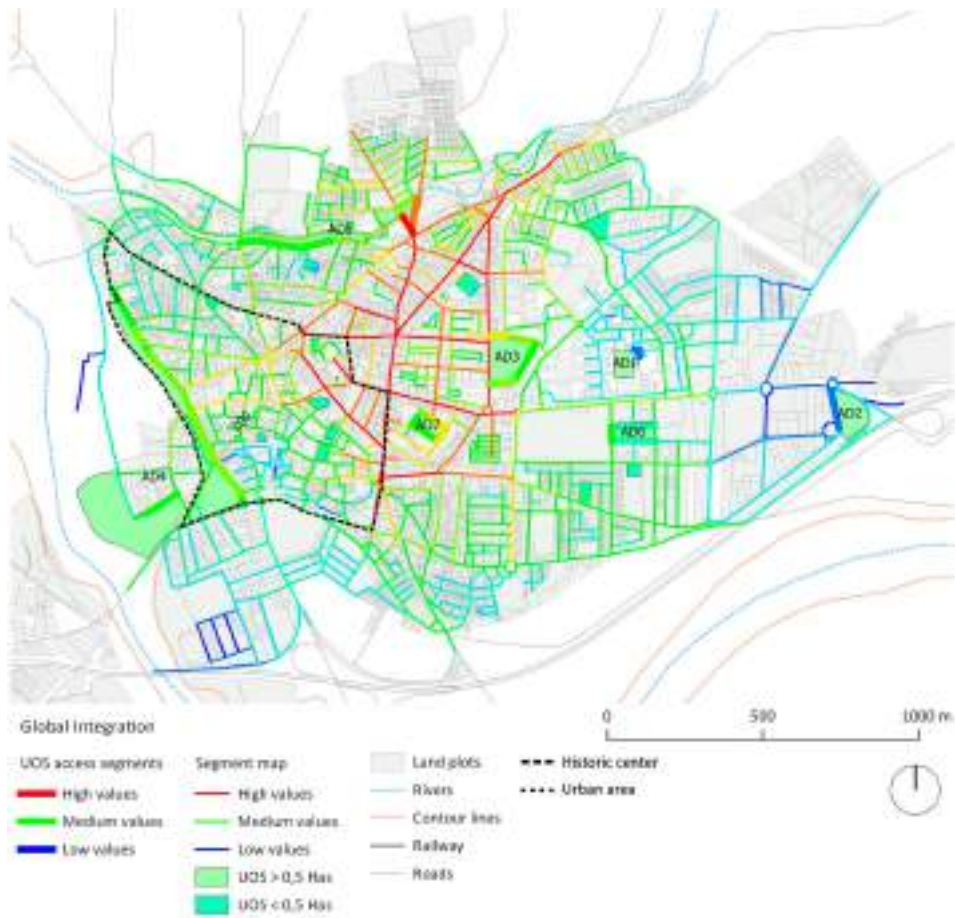 AD8
AD3
AD1
AD7
AD2
AD4
Global Integration
0 500 1000 m
UOS access segments
Segment map
Land plots
Historic center
High values
High values
Rivers
Urban area
Medium values
Medium values
Contour lines
Low values
Low values
Railway
UOS > 0,5 Has
Roads
UOS < 0,5 Has